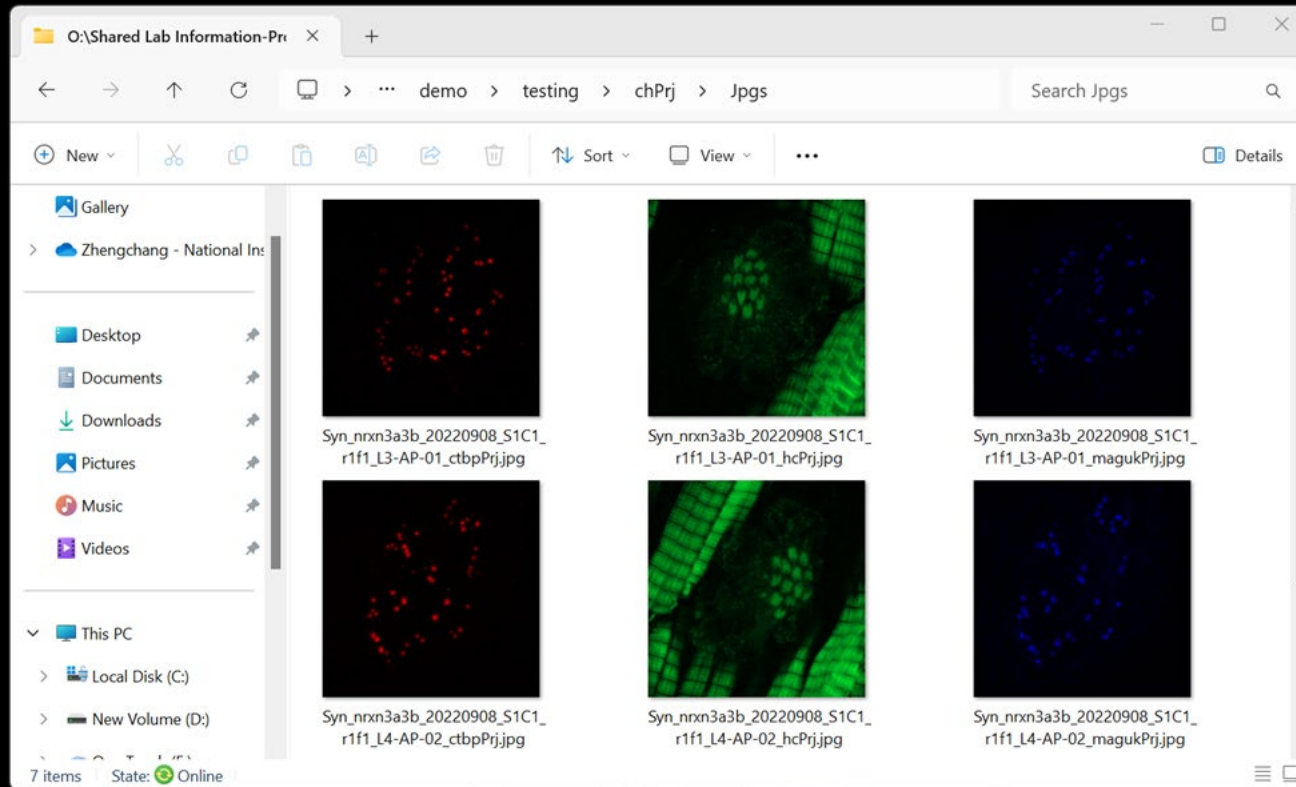 O:\Shared Lab Information-Pr
... demo > testing > chPrj > Jpgs
Search Jpgs
New
Sort
View
...
Details
Gallery
Zhengchang - National Ins
Desktop
Documents
Downloads
Pictures
Music
Videos
This PC
Local Disk (C:)
New Volume (D:)
Syn_nrxn3a3b_20220908_S1C1_
r1f1_L3-AP-01_ctbpPrj.jpg
Syn_nrxn3a3b_20220908_S1C1_
r1f1_L3-AP-01_hcPrj.jpg
Syn_nrxn3a3b_20220908_S1C1_
r1f1_L3-AP-01_magukPrj.jpg
Syn_nrxn3a3b_20220908_S1C1_
r1f1_L4-AP-02_ctbpPrj.jpg
Syn_nrxn3a3b_20220908_S1C1_
r1f1_L4-AP-02_hcPrj.jpg
Syn_nrxn3a3b_20220908_S1C1_
r1f1_L4-AP-02_magukPrj.jpg
7 items State: Online